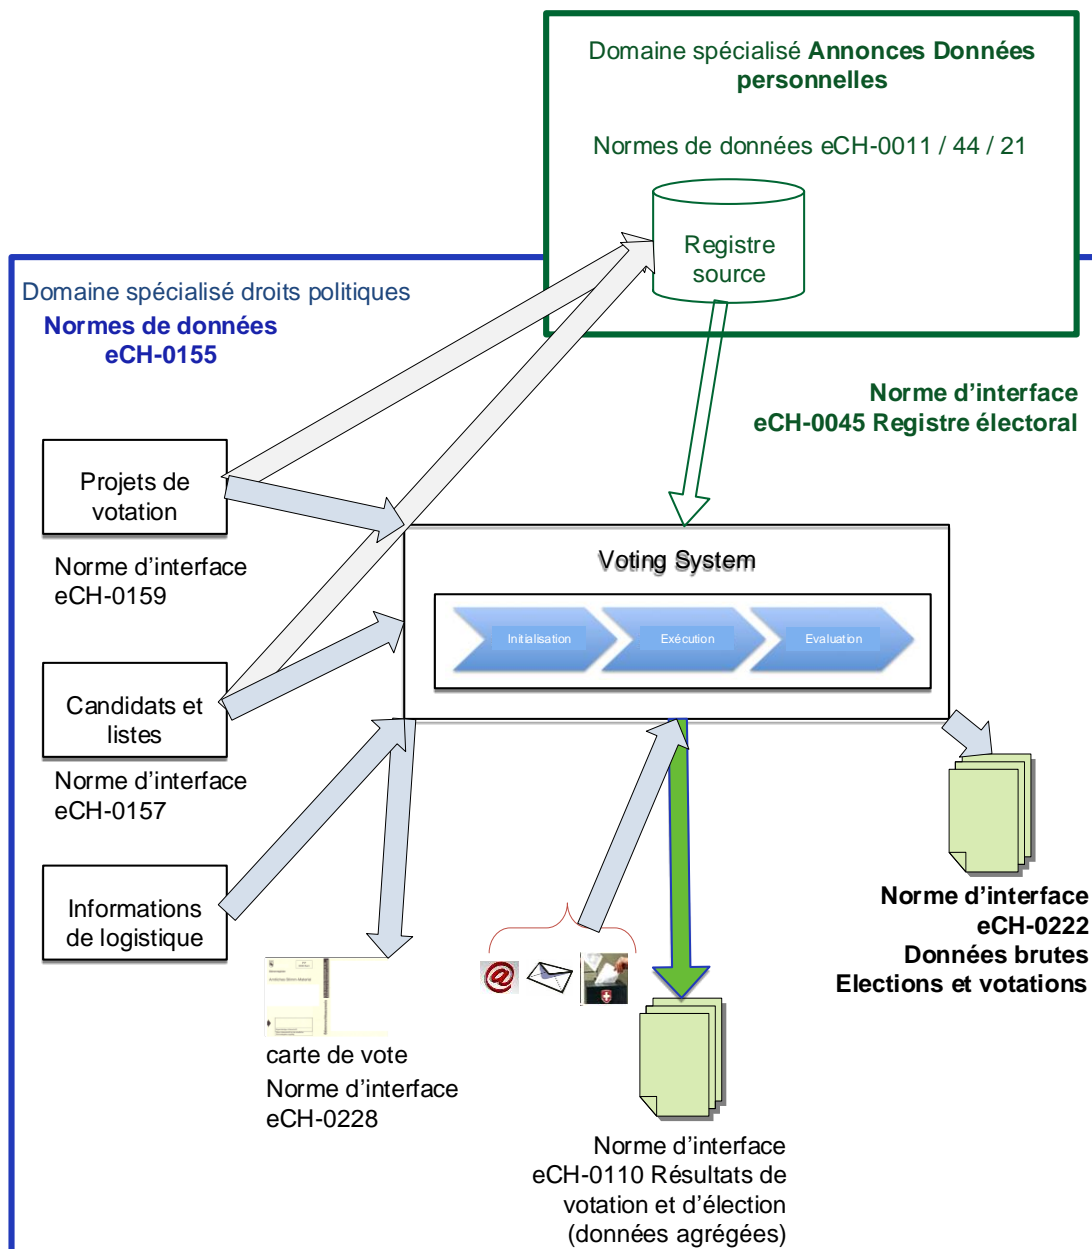 Domaine spécialisé Annonces Données
personnelles
Normes de données eCH-0011 / 44 / 21
Registre
source
Domaine spécialisé droits politiques
Normes de données
eCH-0155
Norme d'interface
eCH-0045 Registre électoral
Projets de
votation
Norme d'interface
eCH-0159
Voting System
Initialisation
Exécution
Evaluation
Candidats et
listes
Norme d'interface
eCH-0157
Informations
de logistique
Norme d'interface
eCH-0222
Données brutes
Elections et votations
@
carte de vote
Norme d'interface
eCH-0228
Norme d'interface
eCH-0110 Résultats de
votation et d'élection
(données agrégées)